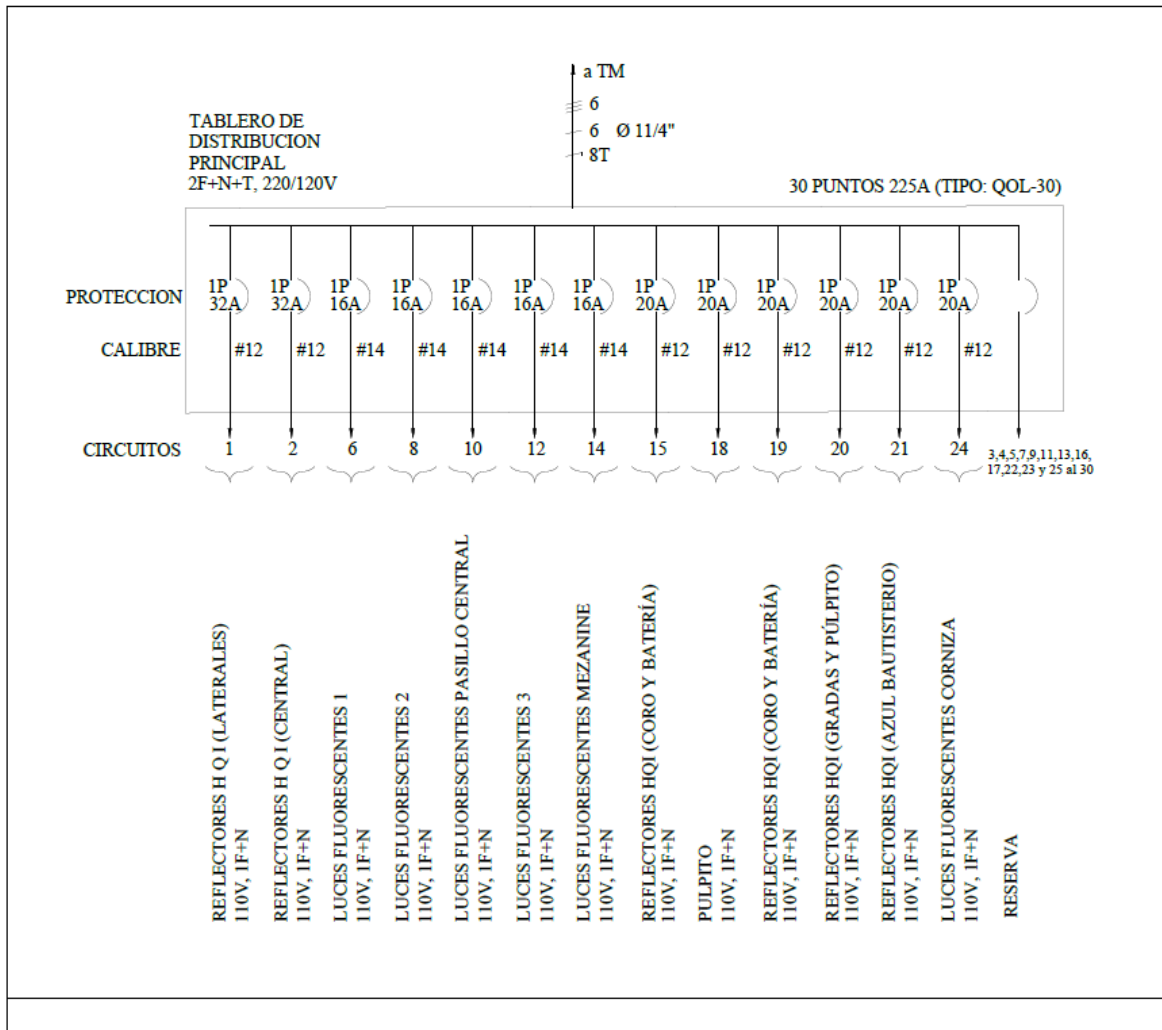 a TM
6
6 Ø 11/4"
8T
TABLERO DE
DISTRIBUCION
PRINCIPAL
2F+N+T, 220/120V
30 PUNTOS 225A (TIPO: QOL-30)
PROTECCION
1P 1P 1P 1P 1P 1P 1P 1P 1P 1P 1P 1P 1P
32A 32A 16A 16A 16A 16A 16A 20A 20A 20A 20A 20A 20A
CALIBRE #12 #12 #14 #14 #14 #14 #14 #12 #12 #12 #12 #12 #12
CIRCUITOS 1 2 6 8 10 12 14 15 18 19 20 21 24
3,4,5,7,9,11,13,16,
17,22,23 y 25 al 30
REFLECTORES H Q I (LATERALES)
110V, 1F+N
REFLECTORES H Q I (CENTRAL)
110V, 1F+N
LUCES FLUORESCENTES 1
110V, 1F+N
LUCES FLUORESCENTES 2
110V, 1F+N
LUCES FLUORESCENTES PASILLO CENTRAL
110V, 1F+N
LUCES FLUORESCENTES 3
110V, 1F+N
LUCES FLUORESCENTES MEZANINE
110V, 1F+N
REFLECTORES HQI (CORO Y BATERÍA)
110V, 1F+N
PULPITO
110V, 1F+N
REFLECTORES HQI (CORO Y BATERÍA)
110V, 1F+N
REFLECTORES HQI (GRADAS Y PÚLPITO)
110V, 1F+N
REFLECTORES HQI (AZUL BAUTISTERIO)
110V, 1F+N
LUCES FLUORESCENTES CORNIZA
110V, 1F+N
RESERVA